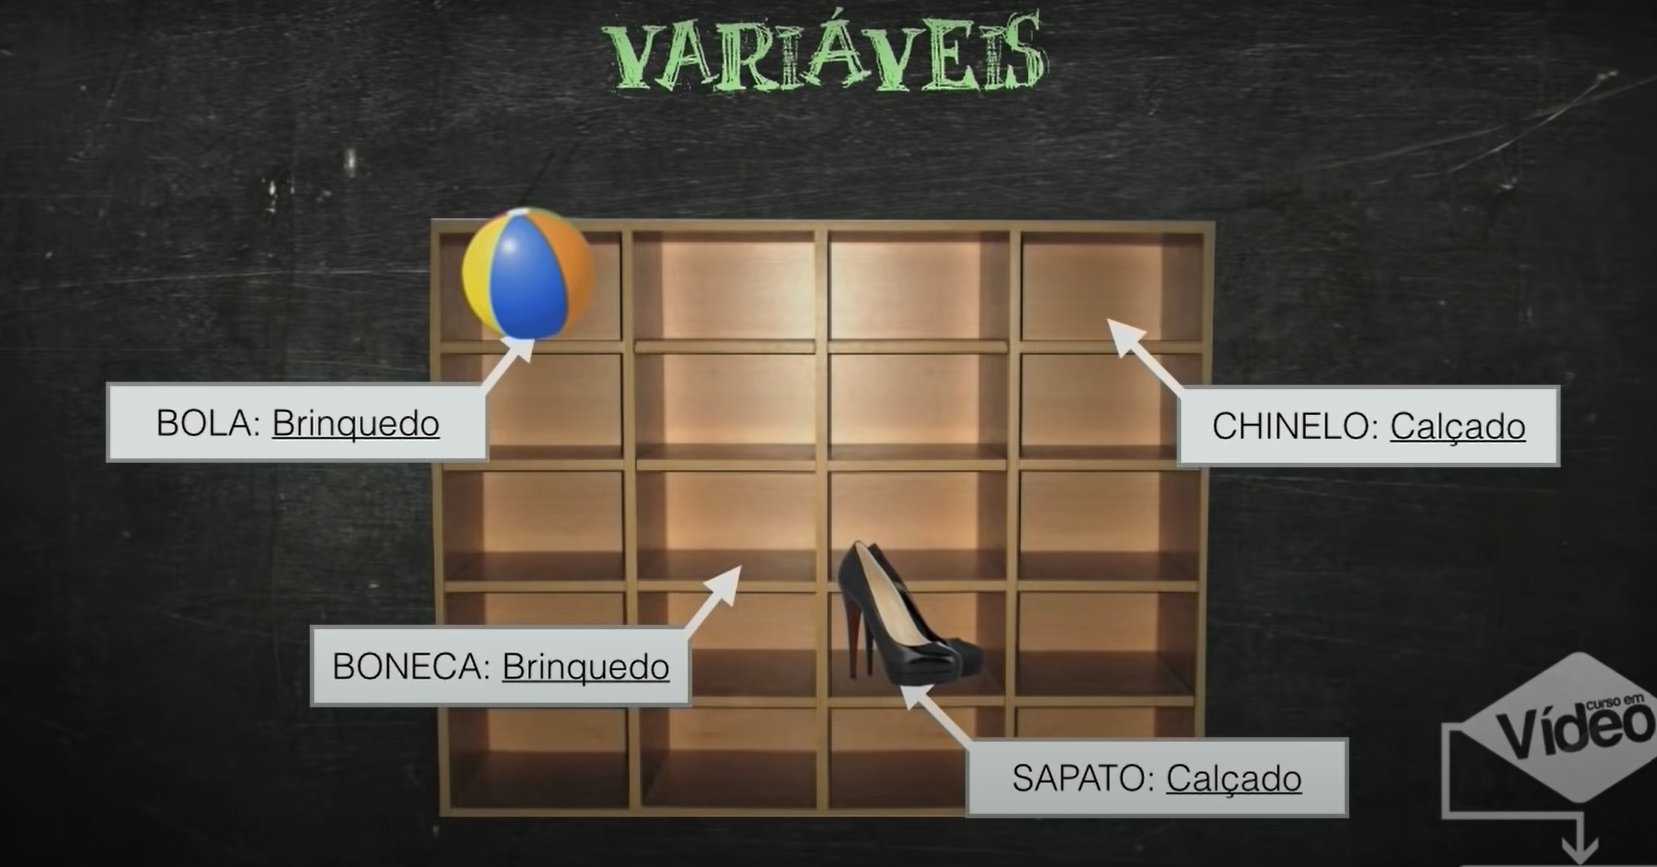 VARIÁVEIS
BOLA: Brinquedo
CHINELO: Calçado
BONECA: Brinquedo
SAPATO: Calçado
curso em
Vídeo